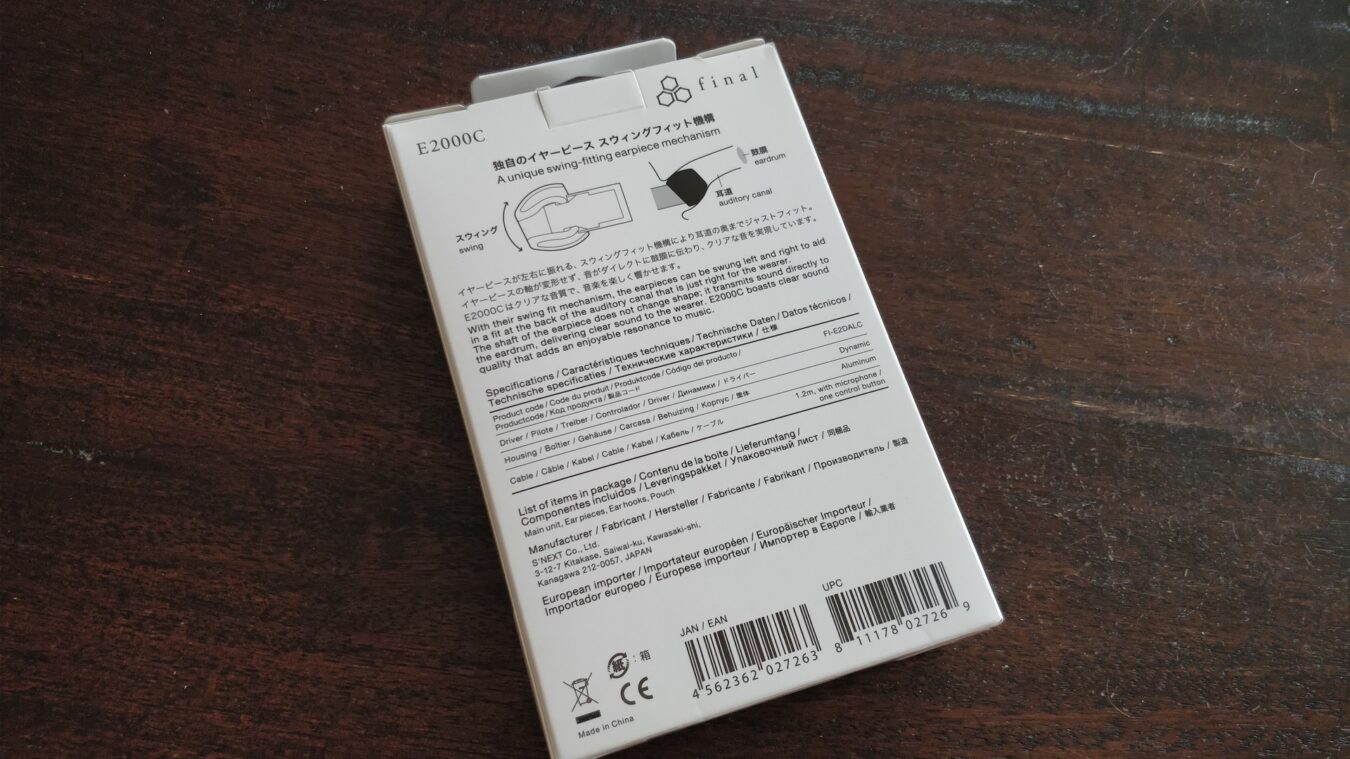 final
E2000C
独自のイヤーピース スウィングフィット機構
A unique swing-fitting earpiece mechanism
鼓膜
eardrum
耳道
auditory canal
スウィング
swing
イヤーピースが左右に振れる、スウィングフィット機構により耳道の奥までジャストフィット。
イヤーピースの軸が変形せず、音がダイレクトに鼓膜に伝わり、クリアな音を実現しています。
E2000Cはクリアな音質で、音楽を楽しく響かせます。
With their swing fit mechanism, the earpieces can be swung left and right to aid
in a fit at the back of the auditory canal that is just right for the wearer.
The shaft of the earpiece does not change shape; it transmits sound directly to
the eardrum, delivering clear sound to the wearer. E2000C boasts clear sound
quality that adds an enjoyable resonance to music.
Specifications / Caractéristiques techniques / Technische Daten / Datos técnicos /
Technische specificaties / Технические характеристики / 仕様
Product code / Code du produit / Produktcode / Código del producto /
Productcode / Код продукта / 製品コード
FI-E2DALC
Driver / Pilote / Treiber / Controlador / Driver / Динамики / ドライバー
Dynamic
Housing / Boîtier / Gehäuse / Carcasa / Behuizing / Корпус / 筐体
Aluminum
Cable / Câble / Kabel / Cable / Kabel / Кабель / ケーブル
1.2m, with microphone /
one control button
List of items in package / Contenu de la boite / Lieferumfang /
Componentes incluidos / Leveringspakket / Упаковочный лист / 同梱品
Main unit, Earpieces, Earhooks, Pouch
Manufacturer / Fabricant / Hersteller / Fabricante / Fabrikant / Производитель / 製造
S'NEXT Co., Ltd.
3-12-7 Kitakase, Saiwai-ku, Kawasaki-shi,
Kanagawa 212-0057, JAPAN
European importer / Importateur européen / Europäischer Importeur /
Importador europeo / Europese importeur / Импортер в Европе / 輸入業者
JAN / EAN
UPC
4 562362 027263
8 11178 02726 9
紙 : 箱
CE
Made in China